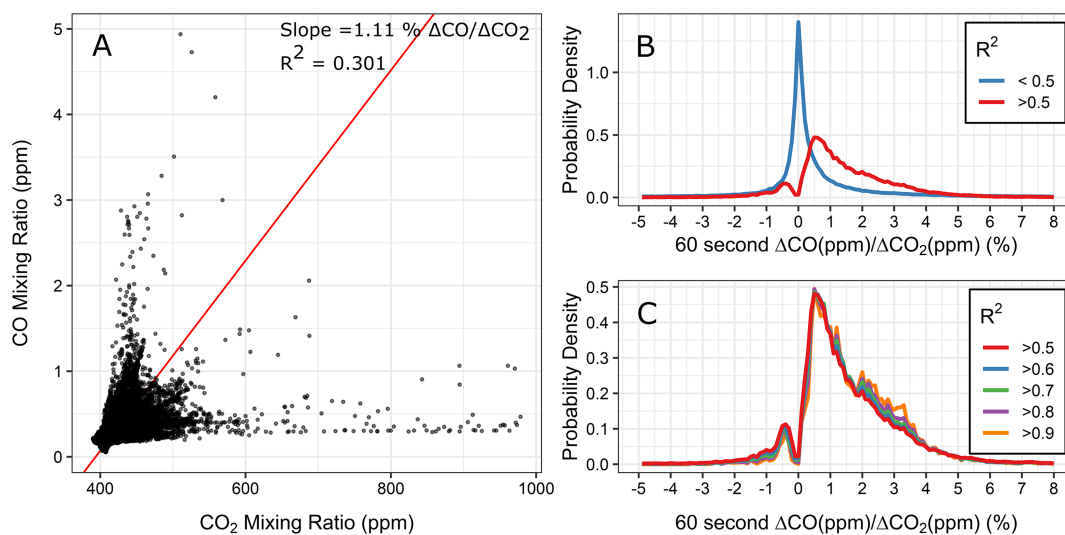 A
Slope =1.11 % ΔCO/ΔCO₂
R² = 0.301
CO Mixing Ratio (ppm)
5
4
3
2
1
0
400 600 800 1000
CO₂ Mixing Ratio (ppm)
B
Probability Density
1.0
0.5
0.0
-5 -4 -3 -2 -1 0 1 2 3 4 5 6 7 8
60 second ΔCO(ppm)/ΔCO₂(ppm) (%)
R²
< 0.5
>0.5
C
Probability Density
0.5
0.4
0.3
0.2
0.1
0.0
-5 -4 -3 -2 -1 0 1 2 3 4 5 6 7 8
60 second ΔCO(ppm)/ΔCO₂(ppm) (%)
R²
>0.5
>0.6
>0.7
>0.8
>0.9